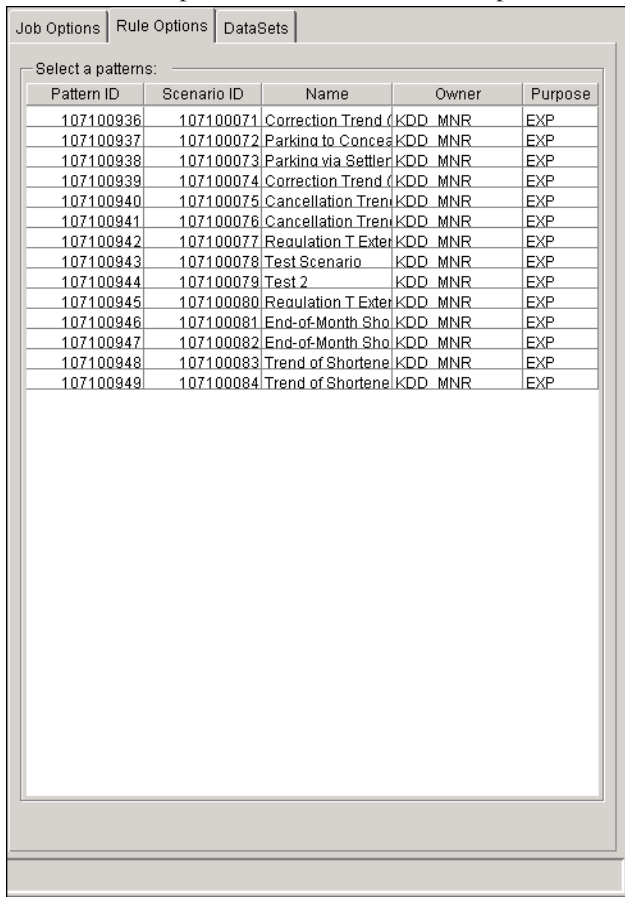 Job Options Rule Options DataSets
Select a patterns:
Pattern ID Scenario ID Name Owner Purpose
107100936 107100071 Correction Trend ( KDD MNR EXP
107100937 107100072 Parking to Concea KDD MNR EXP
107100938 107100073 Parking via Settler KDD MNR EXP
107100939 107100074 Correction Trend ( KDD MNR EXP
107100940 107100075 Cancellation Tren KDD MNR EXP
107100941 107100076 Cancellation Tren KDD MNR EXP
107100942 107100077 Regulation T Exter KDD MNR EXP
107100943 107100078 Test Scenario KDD MNR EXP
107100944 107100079 Test 2 KDD MNR EXP
107100945 107100080 Regulation T Exter KDD MNR EXP
107100946 107100081 End-of-Month Sho KDD MNR EXP
107100947 107100082 End-of-Month Sho KDD MNR EXP
107100948 107100083 Trend of Shortene KDD MNR EXP
107100949 107100084 Trend of Shortene KDD MNR EXP